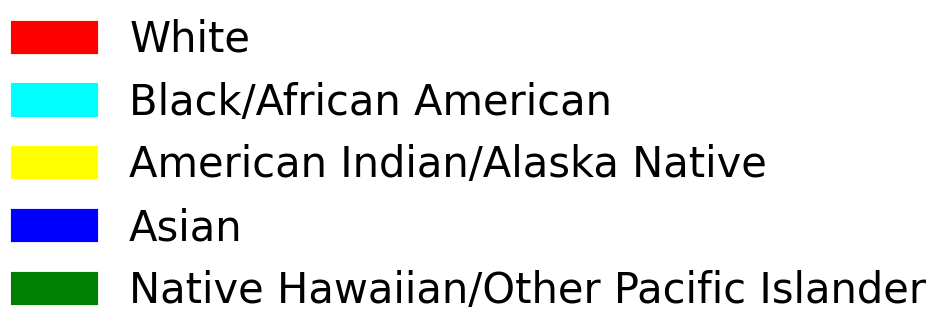 White
Black/African American
American Indian/Alaska Native
Asian
Native Hawaiian/Other Pacific Islander